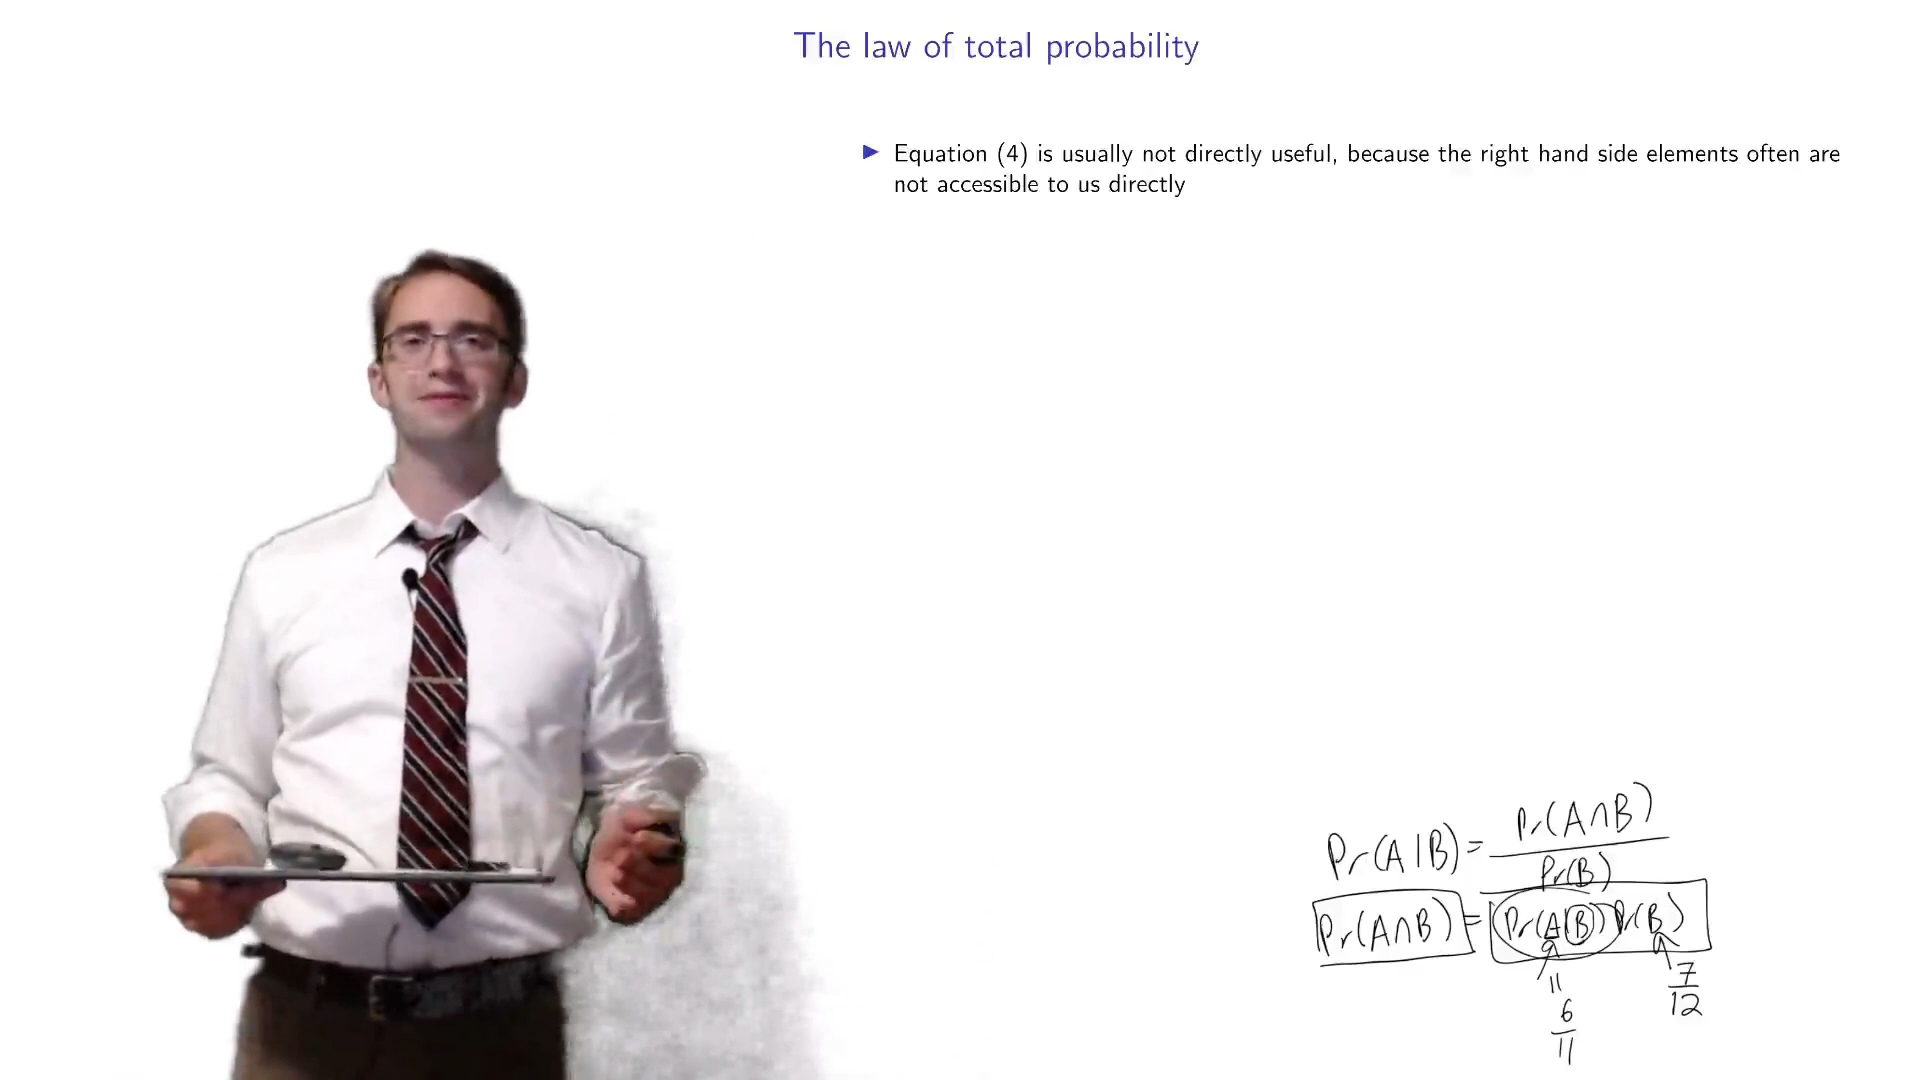 The law of total probability
▶ Equation (4) is usually not directly useful, because the right hand side elements often are
not accessible to us directly
Pr(A|B) = Pr(A∩B) / Pr(B)
Pr(A∩B) = Pr(A|B) Pr(B)
11
6/11
7/12